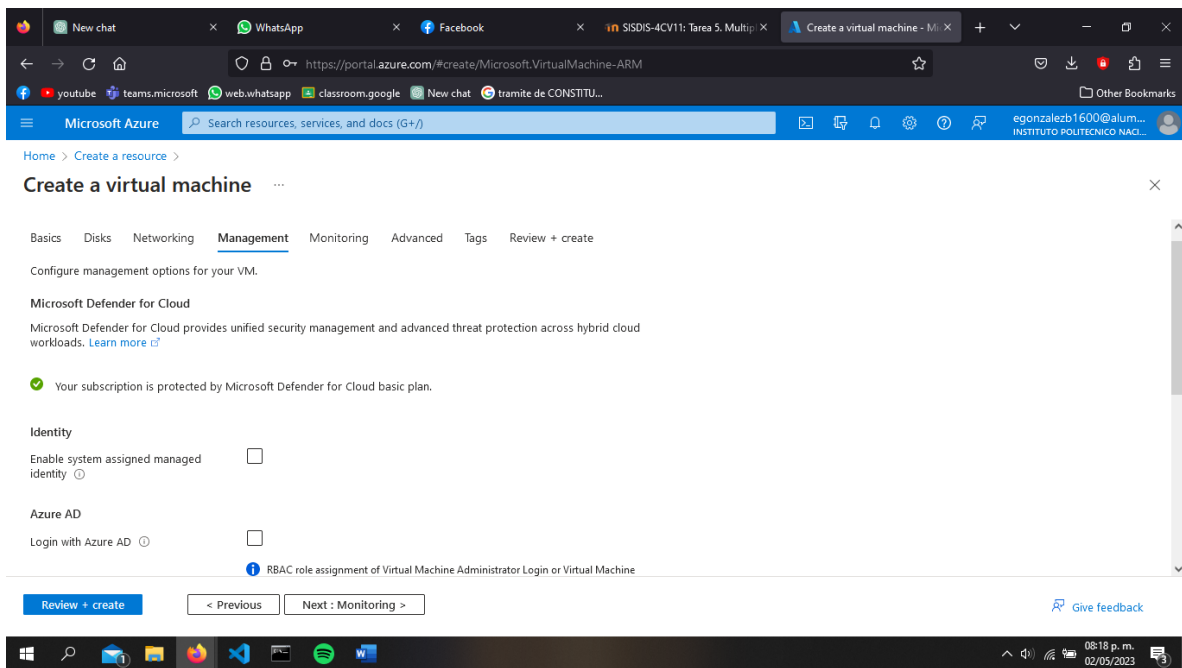 New chat
WhatsApp
Facebook
SISDIS-4CV11: Tarea 5. Multipl
Create a virtual machine - Mi
https://portal.azure.com/#create/Microsoft.VirtualMachine-ARM
youtube teams.microsoft web.whatsapp classroom.google New chat tramite de CONSTITU... Other Bookmarks
Microsoft Azure
Search resources, services, and docs (G+/)
egonzalezb1600@alum...
INSTITUTO POLITECNICO NACI...
Home > Create a resource >
Create a virtual machine ...
Basics Disks Networking Management Monitoring Advanced Tags Review + create
Configure management options for your VM.
Microsoft Defender for Cloud
Microsoft Defender for Cloud provides unified security management and advanced threat protection across hybrid cloud
workloads. Learn more
Your subscription is protected by Microsoft Defender for Cloud basic plan.
Identity
Enable system assigned managed
identity
Azure AD
Login with Azure AD
RBAC role assignment of Virtual Machine Administrator Login or Virtual Machine
Review + create
< Previous
Next : Monitoring >
Give feedback
1
08:18 p. m.
02/05/2023
3